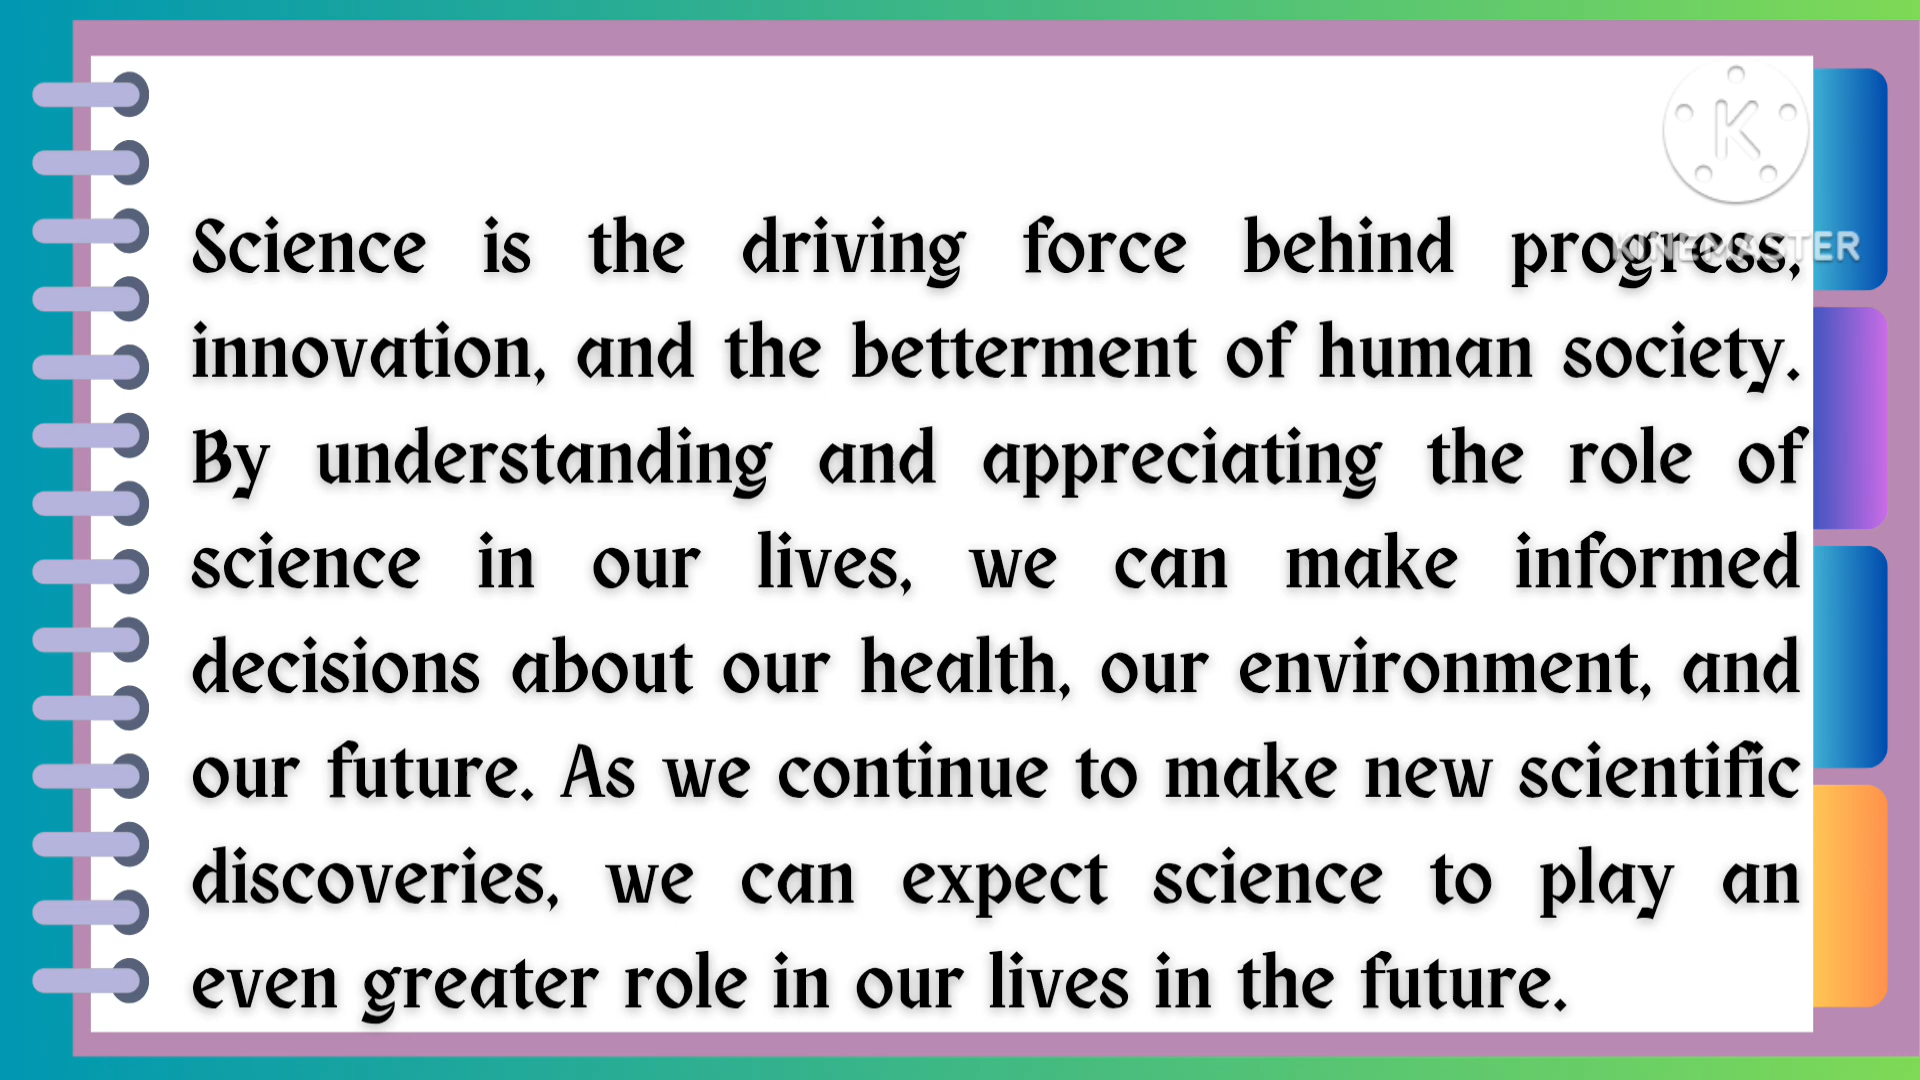 K
KINEMASTER
Science is the driving force behind progress,
innovation, and the betterment of human society.
By understanding and appreciating the role of
science in our lives, we can make informed
decisions about our health, our environment, and
our future. As we continue to make new scientific
discoveries, we can expect science to play an
even greater role in our lives in the future.